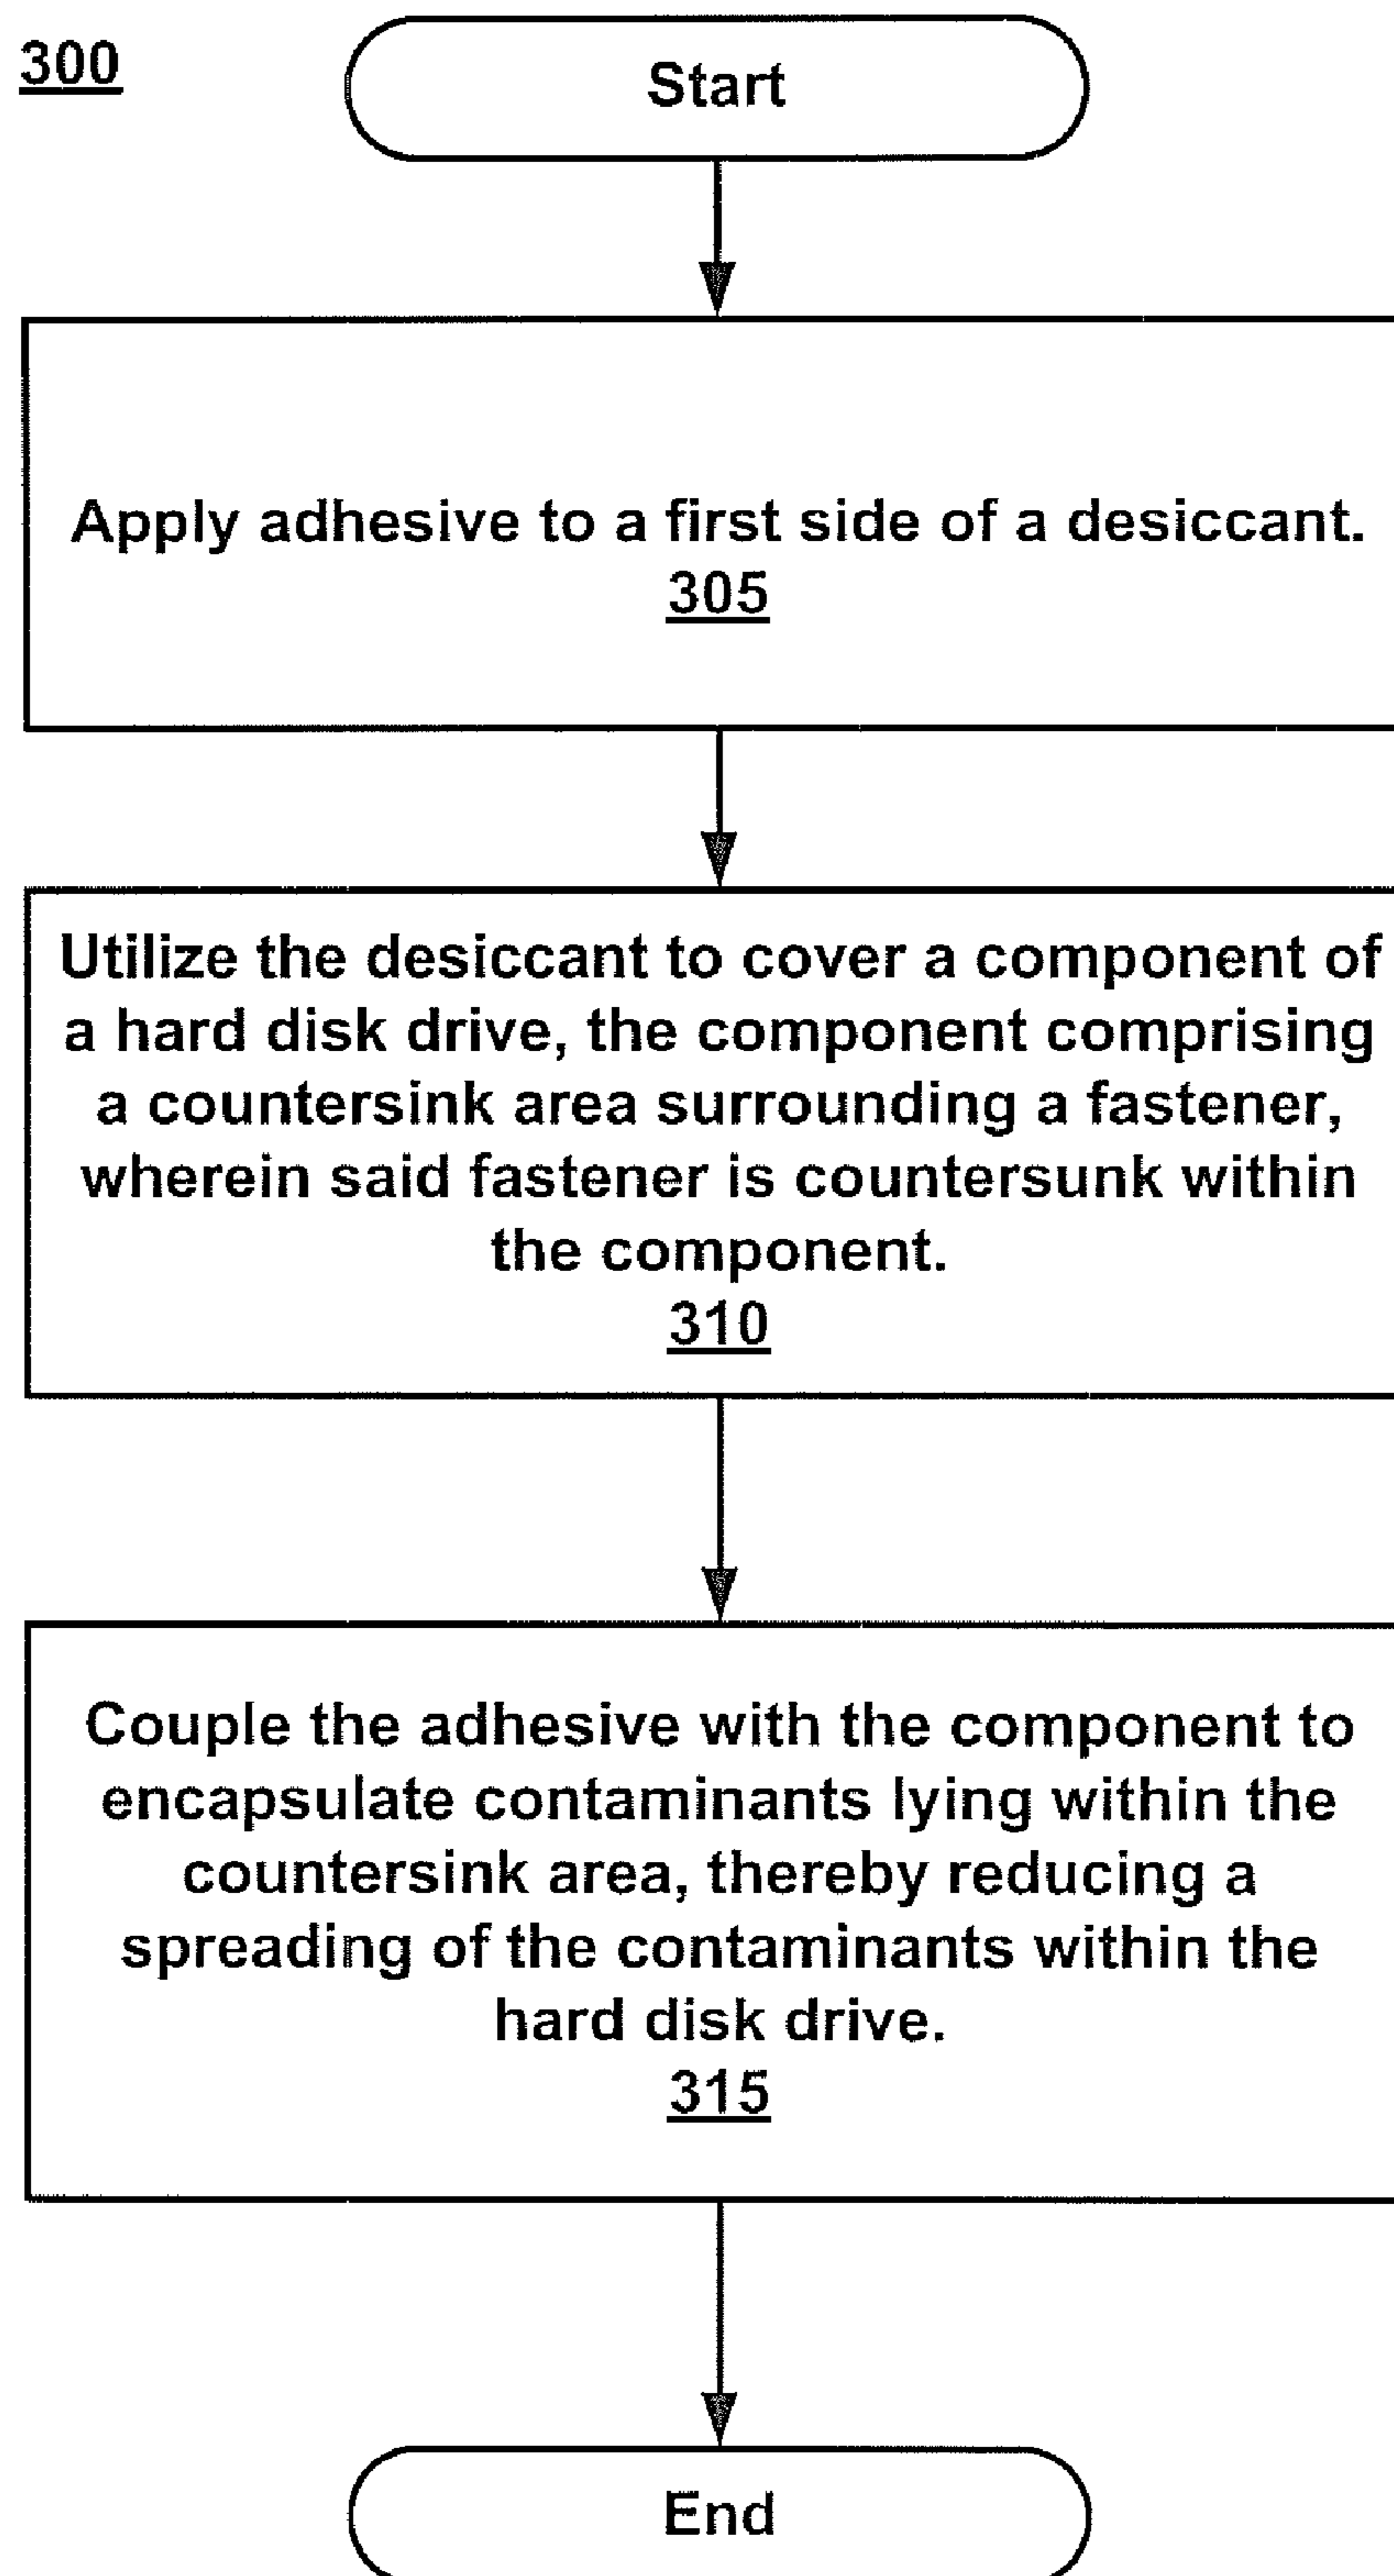 300
Start
Apply adhesive to a first side of a desiccant.
305
Utilize the desiccant to cover a component of
a hard disk drive, the component comprising
a countersink area surrounding a fastener,
wherein said fastener is countersunk within
the component.
310
Couple the adhesive with the component to
encapsulate contaminants lying within the
countersink area, thereby reducing a
spreading of the contaminants within the
hard disk drive.
315
End